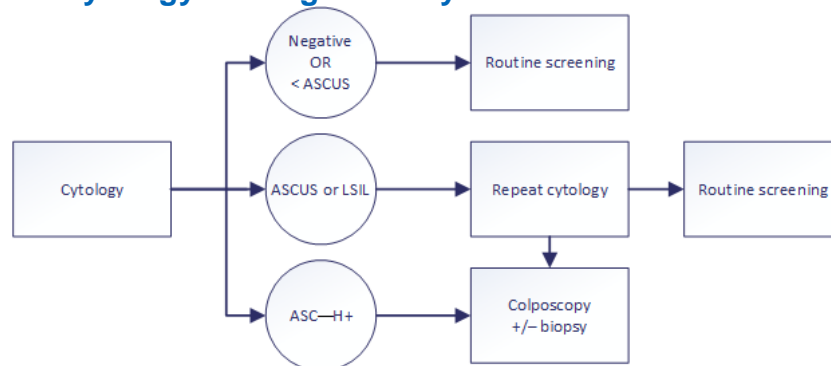 Negative
OR
< ASCUS
Routine screening
Cytology
ASCUS or LSIL
Repeat cytology
Routine screening
ASC—H+
Colposcopy
+/– biopsy